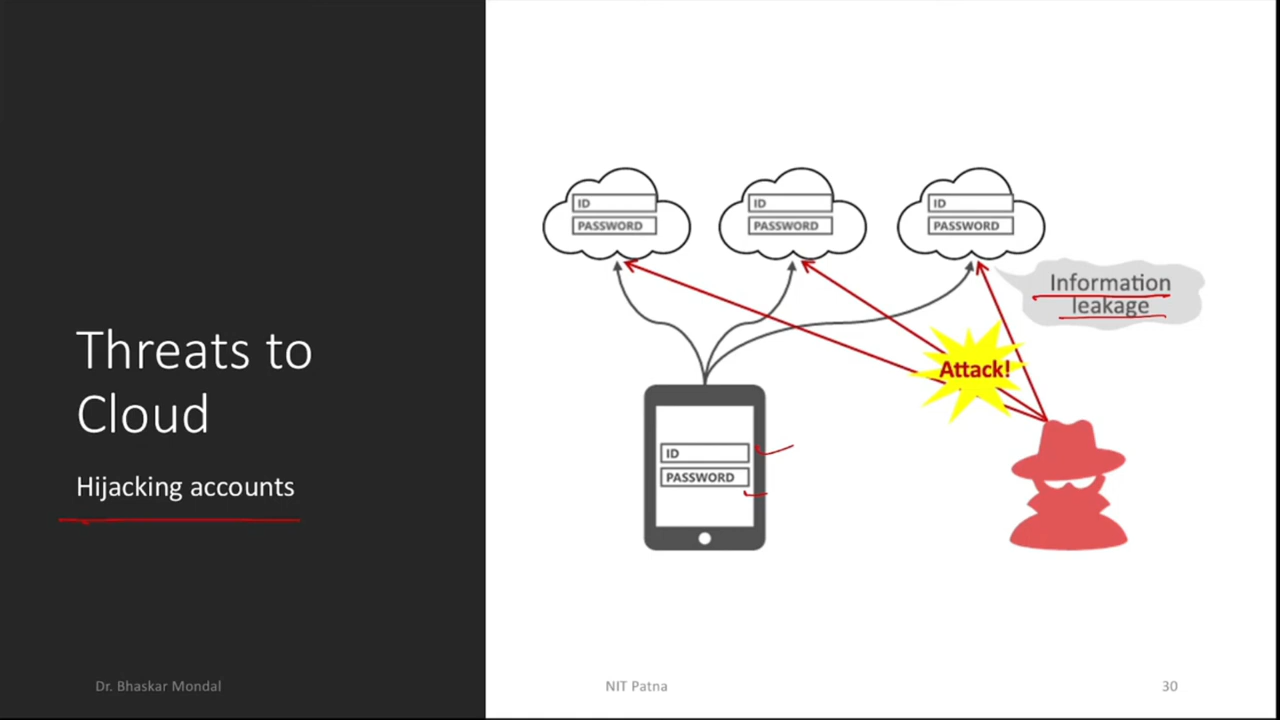 Threats to
Cloud
Hijacking accounts
ID
PASSWORD
ID
PASSWORD
ID
PASSWORD
Information
leakage
Attack!
ID
PASSWORD
Dr. Bhaskar Mondal
NIT Patna
30